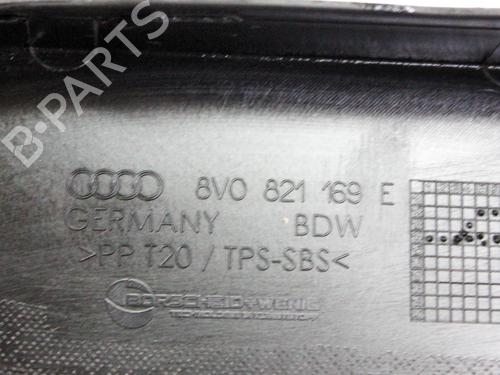 B-PARTS
8V0 821 169 E
GERMANY BDW
>PP T20 / TPS-SBS<
BORSCHEID+WENIG